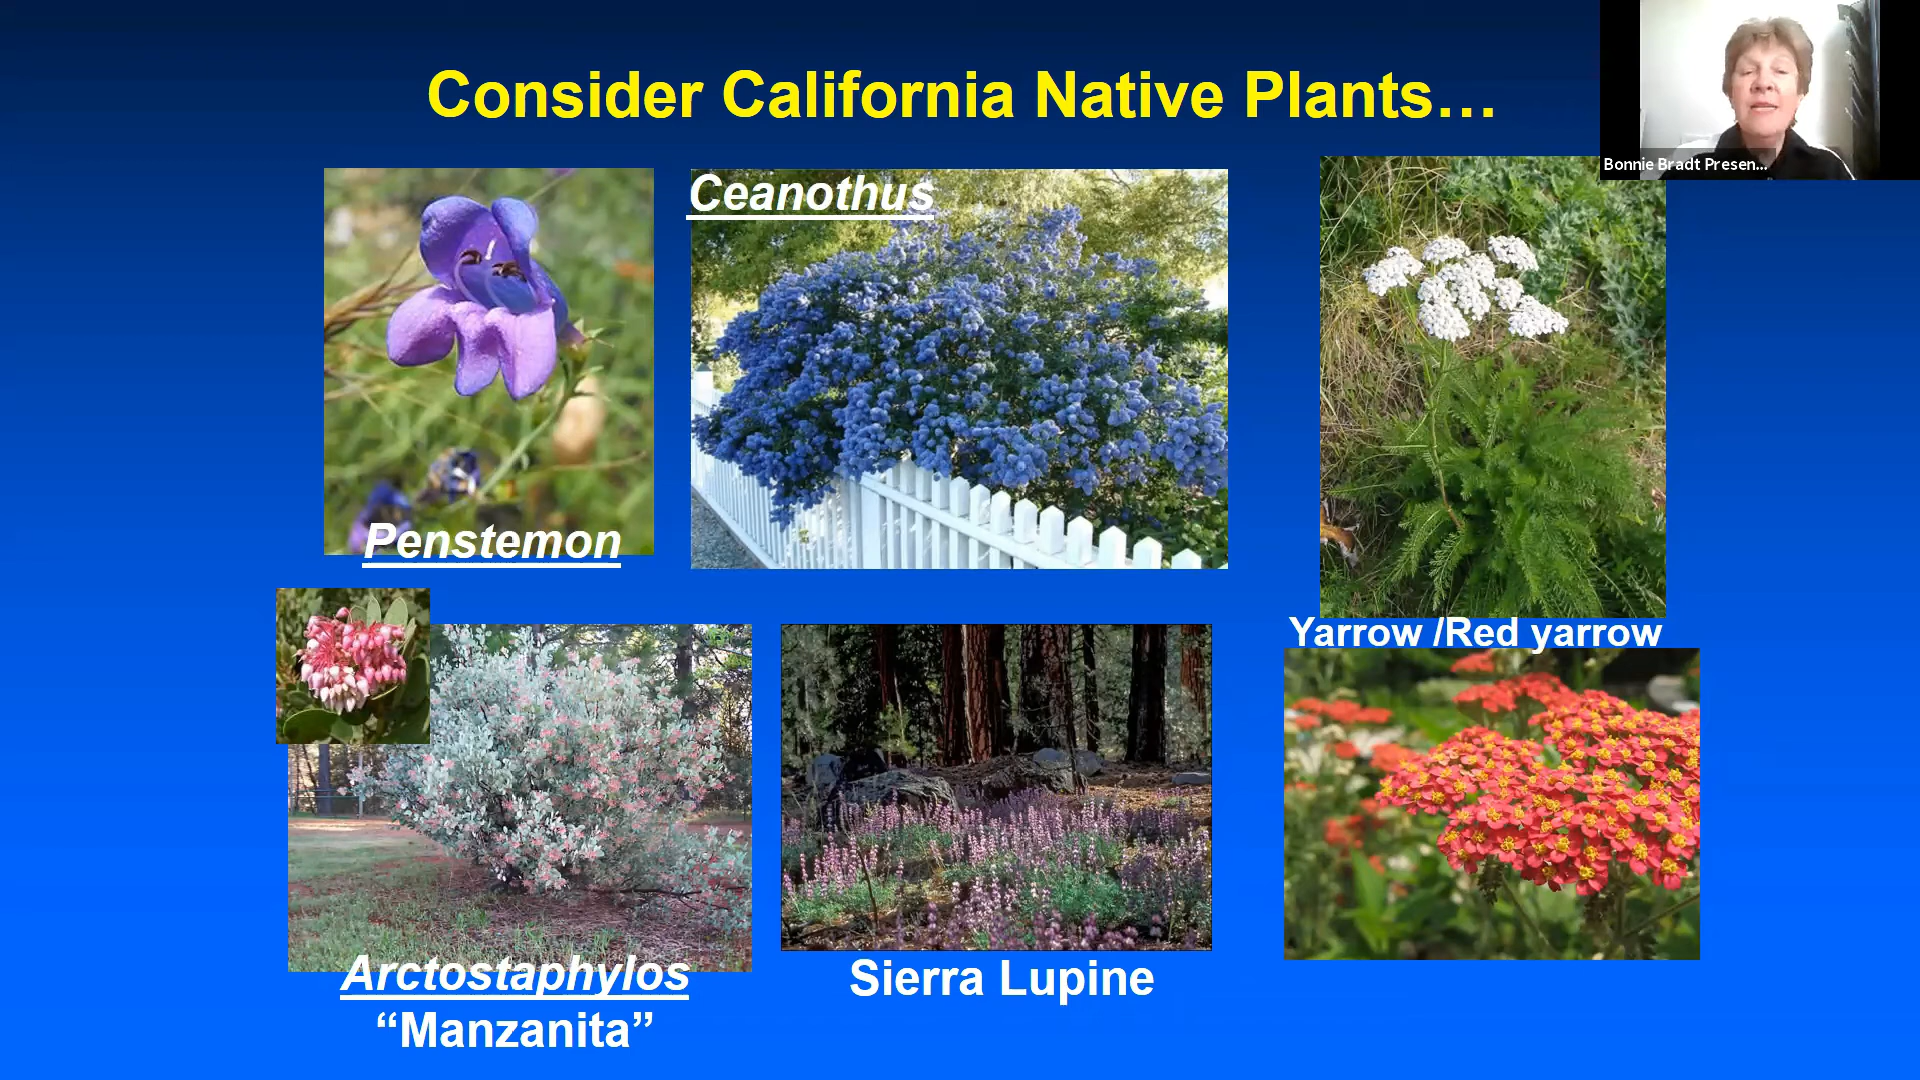 Consider California Native Plants…
Bonnie Bradt Presen...
Ceanothus
Penstemon
Yarrow /Red yarrow
Arctostaphylos
“Manzanita”
Sierra Lupine